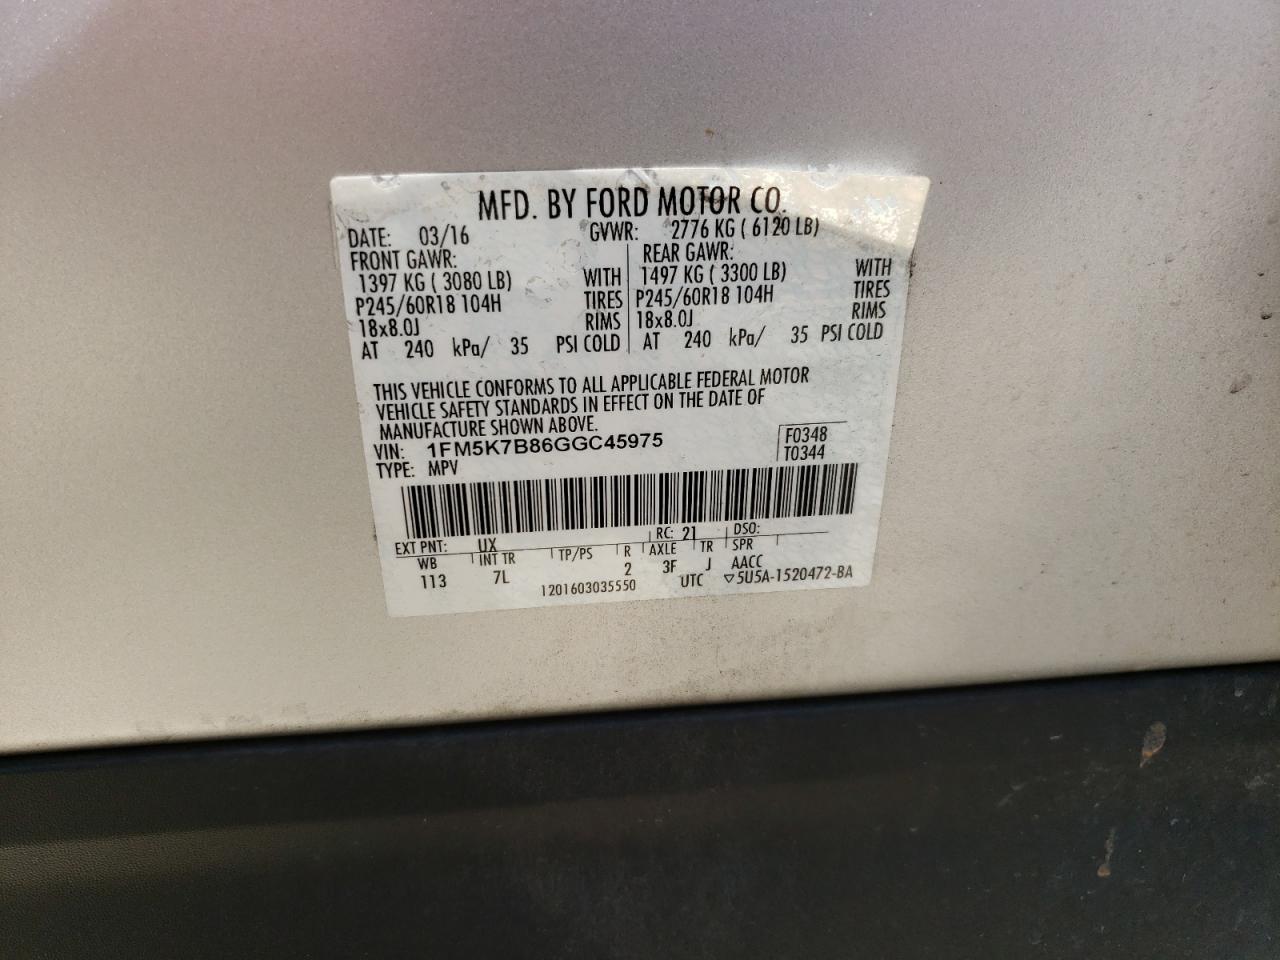 MFD. BY FORD MOTOR CO.
DATE: 03/16 GVWR: 2776 KG ( 6120 LB)
FRONT GAWR: REAR GAWR:
1397 KG ( 3080 LB) WITH 1497 KG ( 3300 LB) WITH
P245/60R18 104H TIRES P245/60R18 104H TIRES
18x8.0J RIMS 18x8.0J RIMS
AT 240 kPa/ 35 PSI COLD AT 240 kPa/ 35 PSI COLD
THIS VEHICLE CONFORMS TO ALL APPLICABLE FEDERAL MOTOR
VEHICLE SAFETY STANDARDS IN EFFECT ON THE DATE OF
MANUFACTURE SHOWN ABOVE.
VIN: 1FM5K7B86GGC45975 F0348
TYPE: MPV T0344
EXT PNT: UX RC: 21 DSO:
WB INT TR TP/PS R AXLE TR SPR
113 7L 2 3F J AACC
1201603035550 UTC ▽5U5A-1520472-BA